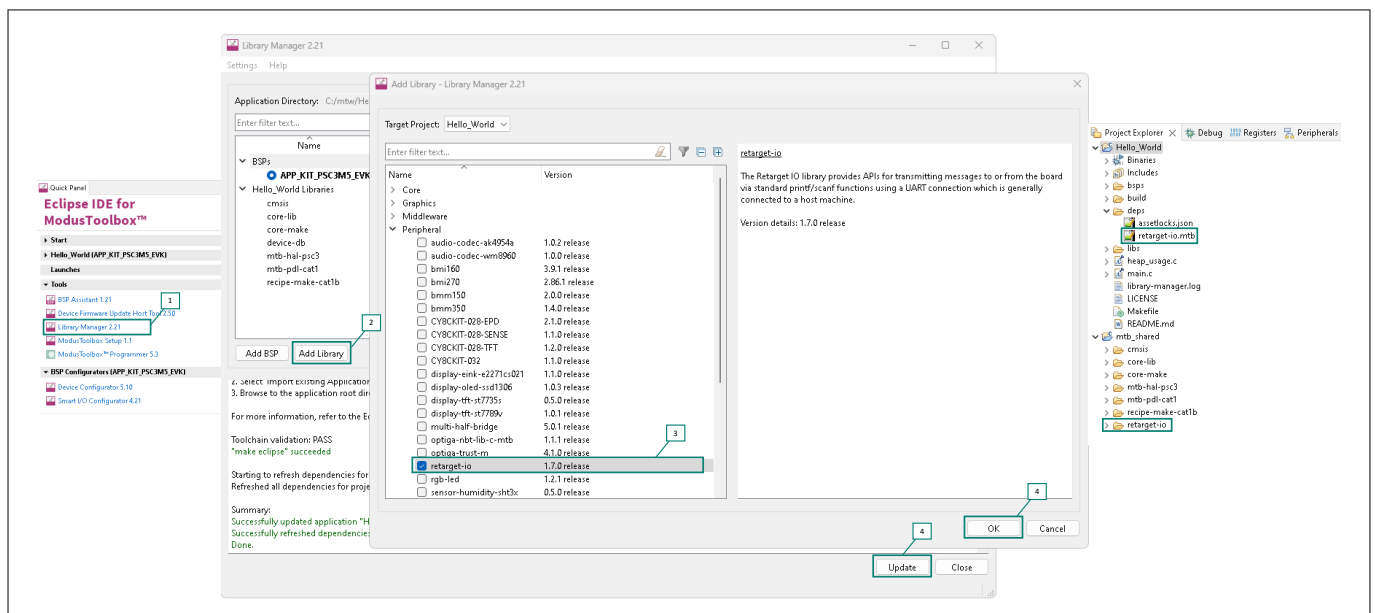 Quick Panel
Eclipse IDE for
ModusToolbox™
Start
Hello_World (APP_KIT_PSC3M5_EVK)
Launches
Tools
BSP Assistant 1.21
1
Device Firmware Update Host Tool 2.50
Library Manager 2.21
ModusToolbox Setup 1.1
ModusToolbox™ Programmer 5.3
BSP Configurators (APP_KIT_PSC3M5_EVK)
Device Configurator 5.10
Smart I/O Configurator 4.21
Library Manager 2.21
Settings Help
Application Directory: C:/mtw/He
Enter filter text...
Name
BSPs
APP_KIT_PSC3M5_EVK
Hello_World Libraries
cmsis
core-lib
core-make
device-db
mtb-hal-psc3
mtb-pdl-cat1
recipe-make-cat1b
2
Add BSP Add Library
2. Select Import Existing Application
3. Browse to the application root dir
For more information, refer to the Ec
Toolchain validation: PASS
"make eclipse" succeeded
Starting to refresh dependencies for
Refreshed all dependencies for proje
Summary:
Successfully updated application "H
Successfully refreshed dependencie
Done.
Add Library - Library Manager 2.21
Target Project: Hello_World
Enter filter text...
Name Version
Core
Graphics
Middleware
Peripheral
audio-codec-ak4954a 1.0.2 release
audio-codec-wm8960 1.0.0 release
bmi160 3.9.1 release
bmi270 2.86.1 release
bmm150 2.0.0 release
bmm350 1.4.0 release
CY8CKIT-028-EPD 2.1.0 release
CY8CKIT-028-SENSE 1.1.0 release
CY8CKIT-028-TFT 1.2.0 release
CY8CKIT-032 1.1.0 release
display-eink-e2271cs021 1.1.0 release
display-oled-ssd1306 1.0.3 release
display-tft-st7735s 0.5.0 release
display-tft-st7789v 1.0.1 release
multi-half-bridge 5.0.1 release
optiga-nbt-lib-c-mtb 1.1.1 release
optiga-trust-m 4.1.0 release
3
retarget-io 1.7.0 release
rgb-led 1.2.1 release
sensor-humidity-sht3x 0.5.0 release
retarget-io
The Retarget IO library provides APIs for transmitting messages to or from the board
via standard printf/scanf functions using a UART connection which is generally
connected to a host machine.
Version details: 1.7.0 release
4
OK Cancel
4
Update Close
Project Explorer Debug Registers Peripherals
Hello_World
Binaries
Includes
bsps
build
deps
assetlocks.json
retarget-io.mtb
libs
heap_usage.c
main.c
library-manager.log
LICENSE
Makefile
README.md
mtb_shared
cmsis
core-lib
core-make
mtb-hal-psc3
mtb-pdl-cat1
recipe-make-cat1b
retarget-io